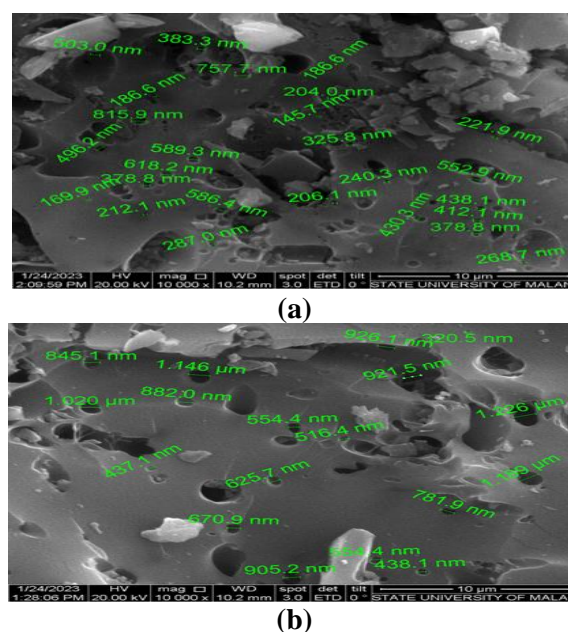 503.0 nm
383.3 nm
757.7 nm
186.6 nm
186.6 nm
204.0 nm
815.9 nm
145.7 nm
496.2 nm
325.8 nm
221.9 nm
589.3 nm
618.2 nm
378.8 nm
240.3 nm
552.9 nm
169.9 nm
206.1 nm
438.1 nm
212.1 nm
586.4 nm
430.3 nm
412.1 nm
378.8 nm
287.0 nm
268.7 nm
1/24/2023 HV mag WD spot det tilt 10 µm
2:09:59 PM 20.00 kV 10 000 x 10.2 mm 3.0 ETD 0 ° STATE UNIVERSITY OF MALAN
(a)
926.1 nm
320.5 nm
845.1 nm
1.146 µm
921.5 nm
882.0 nm
1.020 µm
554.4 nm
516.4 nm
437.1 nm
625.7 nm
781.9 nm
670.9 nm
554.4 nm
905.2 nm
438.1 nm
1/24/2023 HV mag WD spot det tilt 10 µm
1:28:06 PM 20.00 kV 10 000 x 10.2 mm 3.0 ETD 0 ° STATE UNIVERSITY OF MALAN
(b)